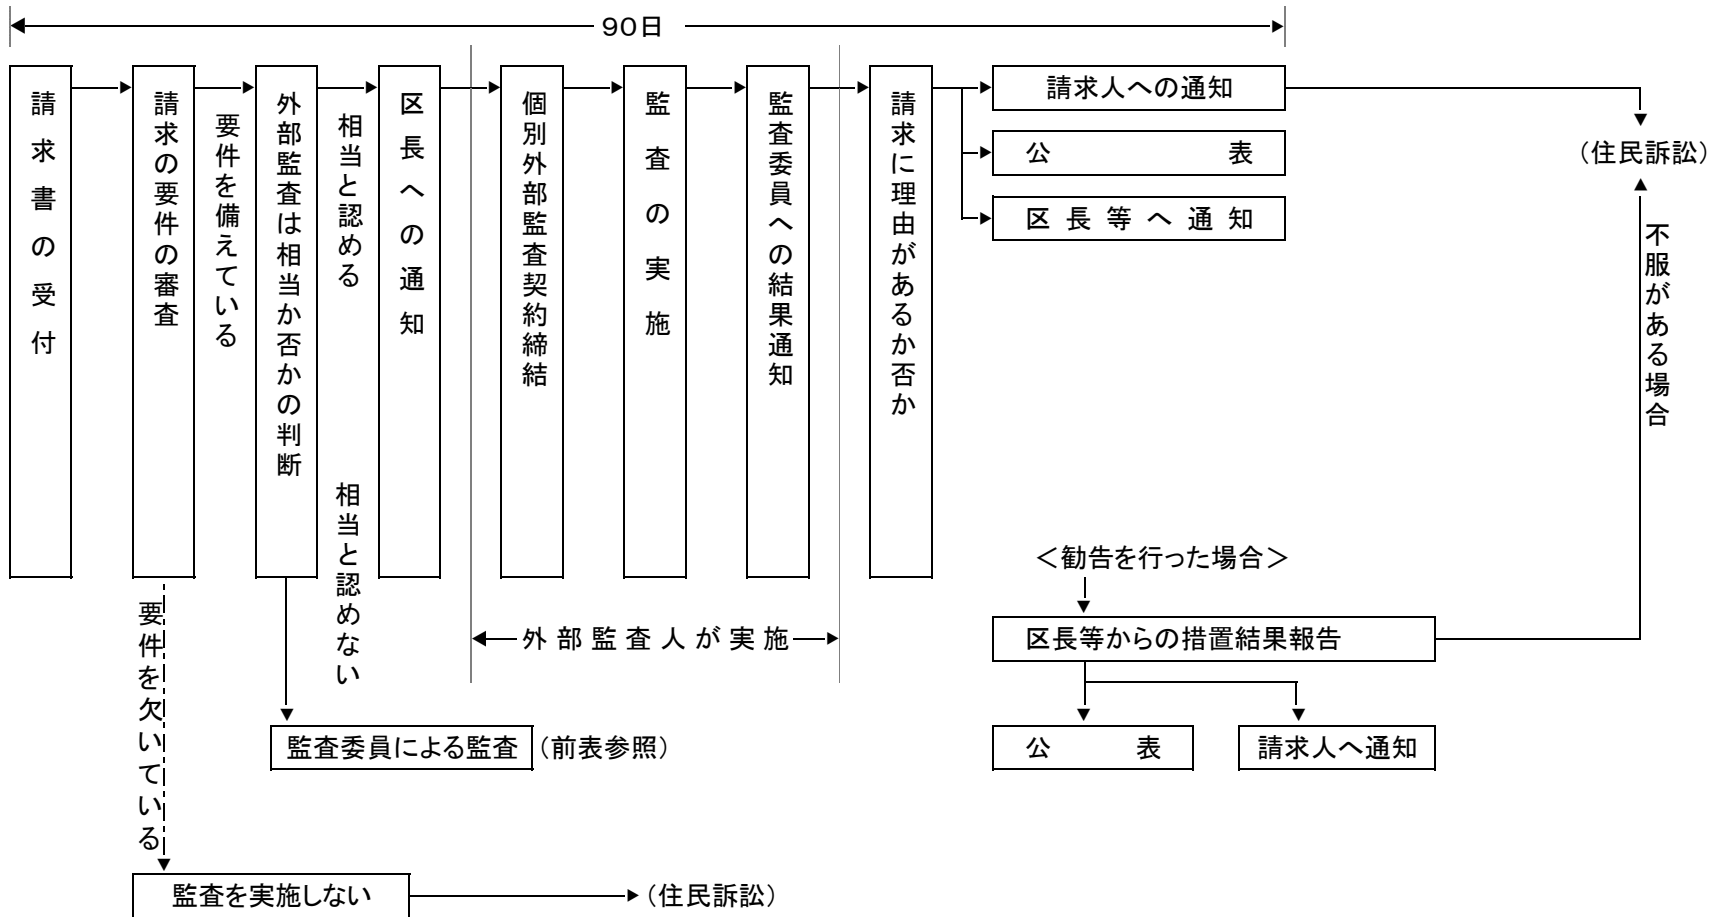 90日
請求書の受付
請求の要件の審査
要件を備えている
外部監査は相当か否かの判断
相当と認める
相当と認めない
区長への通知
個別外部監査契約締結
監査の実施
監査委員への結果通知
請求に理由があるか否か
請求人への通知
公表
区長等へ通知
(住民訴訟)
不服がある場合
<勧告を行った場合>
区長等からの措置結果報告
公表
請求人へ通知
外部監査人が実施
要件を欠いている
監査委員による監査 (前表参照)
監査を実施しない
(住民訴訟)